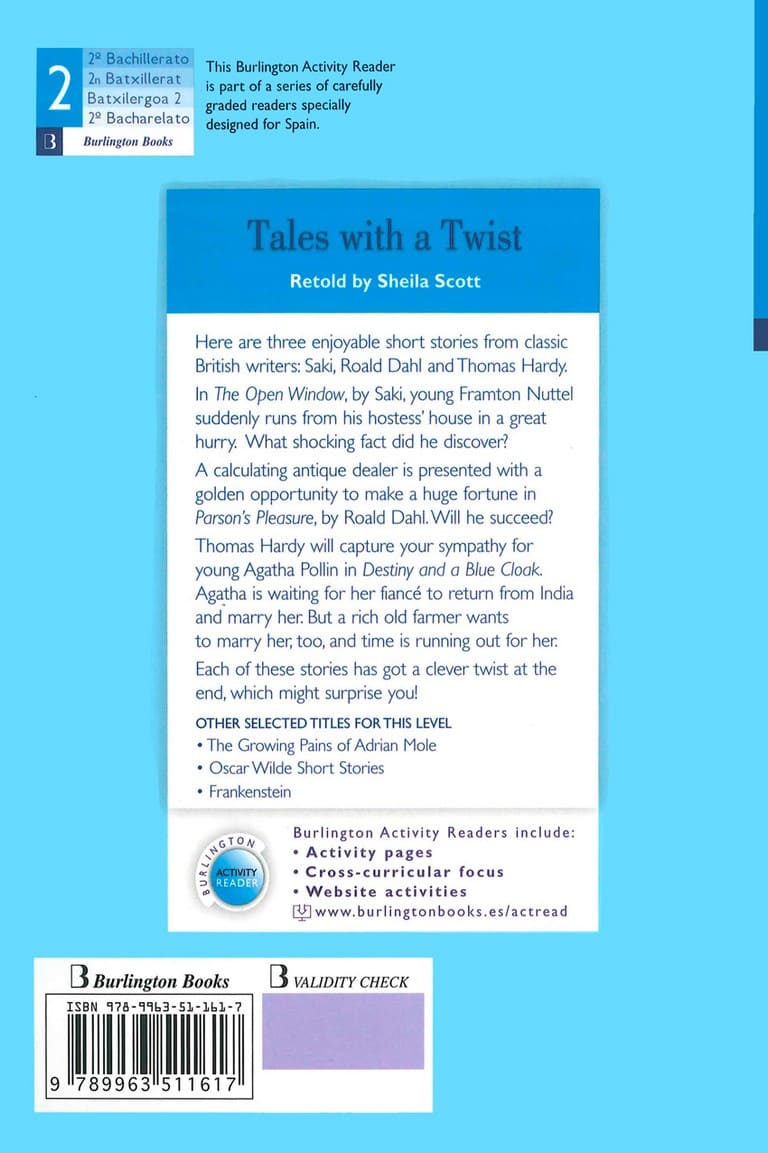 2
2º Bachillerato
2n Batxillerat
Batxilergoa 2
2º Bacharelato
B Burlington Books
This Burlington Activity Reader
is part of a series of carefully
graded readers specially
designed for Spain.
Tales with a Twist
Retold by Sheila Scott
Here are three enjoyable short stories from classic
British writers: Saki, Roald Dahl and Thomas Hardy.
In The Open Window, by Saki, young Framton Nuttel
suddenly runs from his hostess' house in a great
hurry. What shocking fact did he discover?
A calculating antique dealer is presented with a
golden opportunity to make a huge fortune in
Parson's Pleasure, by Roald Dahl. Will he succeed?
Thomas Hardy will capture your sympathy for
young Agatha Pollin in Destiny and a Blue Cloak.
Agatha is waiting for her fiancé to return from India
and marry her. But a rich old farmer wants
to marry her, too, and time is running out for her.
Each of these stories has got a clever twist at the
end, which might surprise you!
OTHER SELECTED TITLES FOR THIS LEVEL
• The Growing Pains of Adrian Mole
• Oscar Wilde Short Stories
• Frankenstein
BURLINGTON
ACTIVITY
READER
Burlington Activity Readers include:
• Activity pages
• Cross-curricular focus
• Website activities
www.burlingtonbooks.es/actread
B Burlington Books
ISBN 978-9963-51-161-7
9 789963 511617
B VALIDITY CHECK